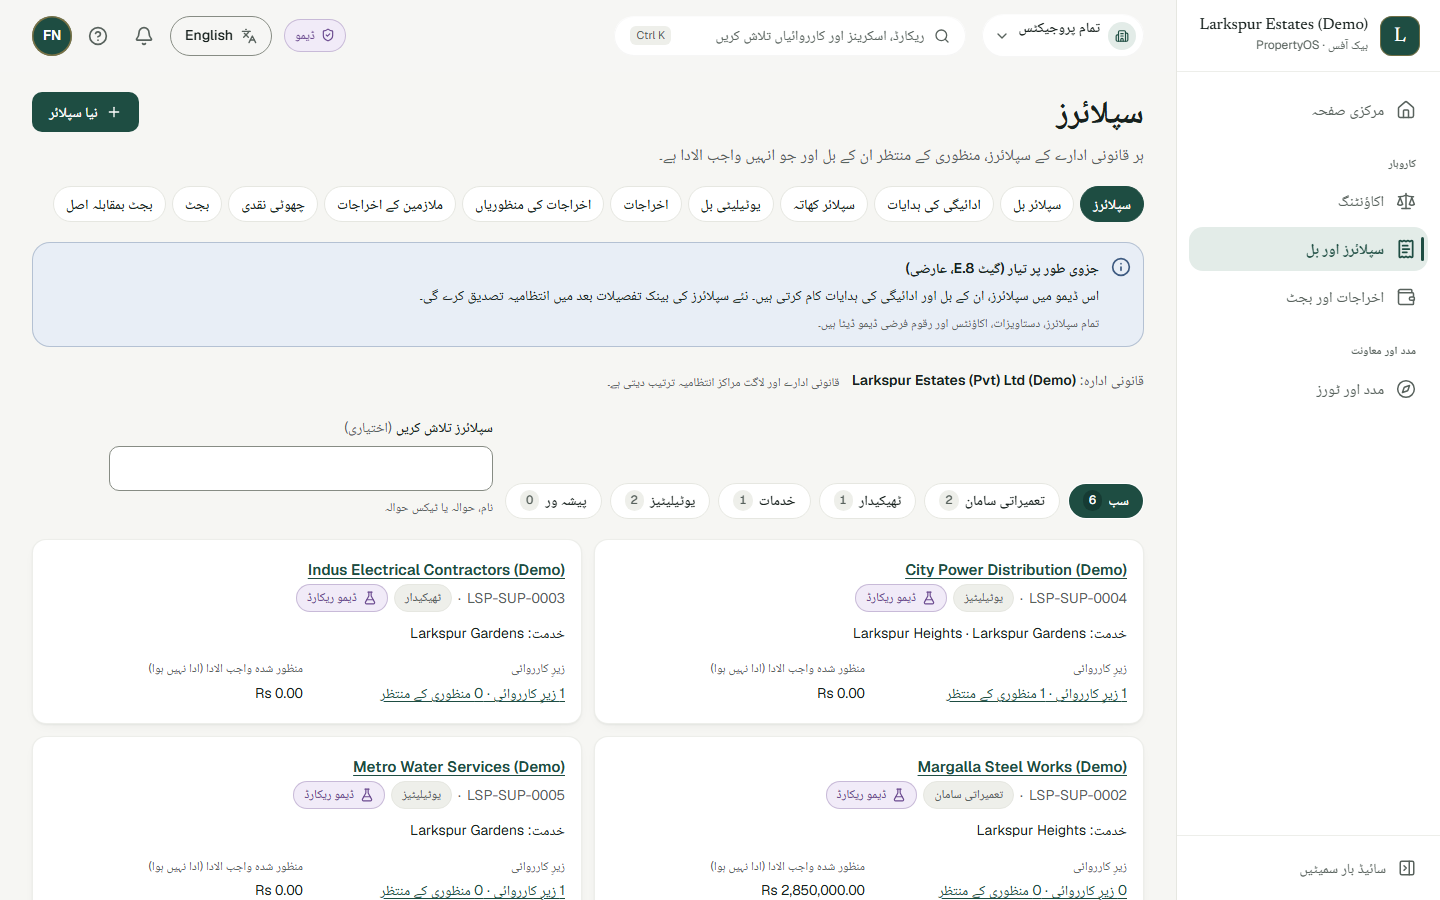 Larkspur Estates (Demo)
PropertyOS · بیک آفس
L
مرکزی صفحہ
کاروبار
اکاؤنٹنگ
سپلائرز اور بل
اخراجات اور بجٹ
مدد اور معاونت
مدد اور ٹورز
سائیڈ بار سمیٹیں
تمام پروجیکٹس
ریکارڈ، اسکرینز اور کارروائیاں تلاش کریں
Ctrl K
ڈیمو
English
FN
سپلائرز
نیا سپلائر
ہر قانونی ادارے کے سپلائرز، منظوری کے منتظر ان کے بل اور جو انہیں واجب الادا ہے۔
سپلائرز
سپلائر بل
ادائیگی کی ہدایات
سپلائر کھاتہ
یوٹیلیٹی بل
اخراجات
اخراجات کی منظوریاں
ملازمین کے اخراجات
چھوٹی نقدی
بجٹ
بجٹ بمقابلہ اصل
جزوی طور پر تیار (گیٹ E.8، عارضی)
اس ڈیمو میں سپلائرز، ان کے بل اور ادائیگی کی ہدایات کام کرتی ہیں۔ نئے سپلائرز کی بینک تفصیلات بعد میں انتظامیہ تصدیق کرے گی۔
تمام سپلائرز، دستاویزات، اکاؤنٹس اور رقوم فرضی ڈیمو ڈیٹا ہیں۔
قانونی ادارہ: Larkspur Estates (Pvt) Ltd (Demo) قانونی ادارے اور لاگت مراکز انتظامیہ ترتیب دیتی ہے۔
سپلائرز تلاش کریں (اختیاری)
نام، حوالہ یا ٹیکس حوالہ
سب 6
تعمیراتی سامان 2
ٹھیکیدار 1
خدمات 1
یوٹیلیٹیز 2
پیشہ ور 0
City Power Distribution (Demo)
LSP-SUP-0004 · یوٹیلیٹیز ڈیمو ریکارڈ
خدمت: Larkspur Heights · Larkspur Gardens
زیر کارروائی
1 زیر کارروائی · 1 منظوری کے منتظر
منظور شدہ واجب الادا (ادا نہیں ہوا)
Rs 0.00
Indus Electrical Contractors (Demo)
LSP-SUP-0003 · ٹھیکیدار ڈیمو ریکارڈ
خدمت: Larkspur Gardens
زیر کارروائی
1 زیر کارروائی · 0 منظوری کے منتظر
منظور شدہ واجب الادا (ادا نہیں ہوا)
Rs 0.00
Margalla Steel Works (Demo)
LSP-SUP-0002 · تعمیراتی سامان ڈیمو ریکارڈ
خدمت: Larkspur Heights
زیر کارروائی
0 زیر کارروائی · 0 منظوری کے منتظر
منظور شدہ واجب الادا (ادا نہیں ہوا)
Rs 2,850,000.00
Metro Water Services (Demo)
LSP-SUP-0005 · یوٹیلیٹیز ڈیمو ریکارڈ
خدمت: Larkspur Gardens
زیر کارروائی
1 زیر کارروائی · 0 منظوری کے منتظر
منظور شدہ واجب الادا (ادا نہیں ہوا)
Rs 0.00